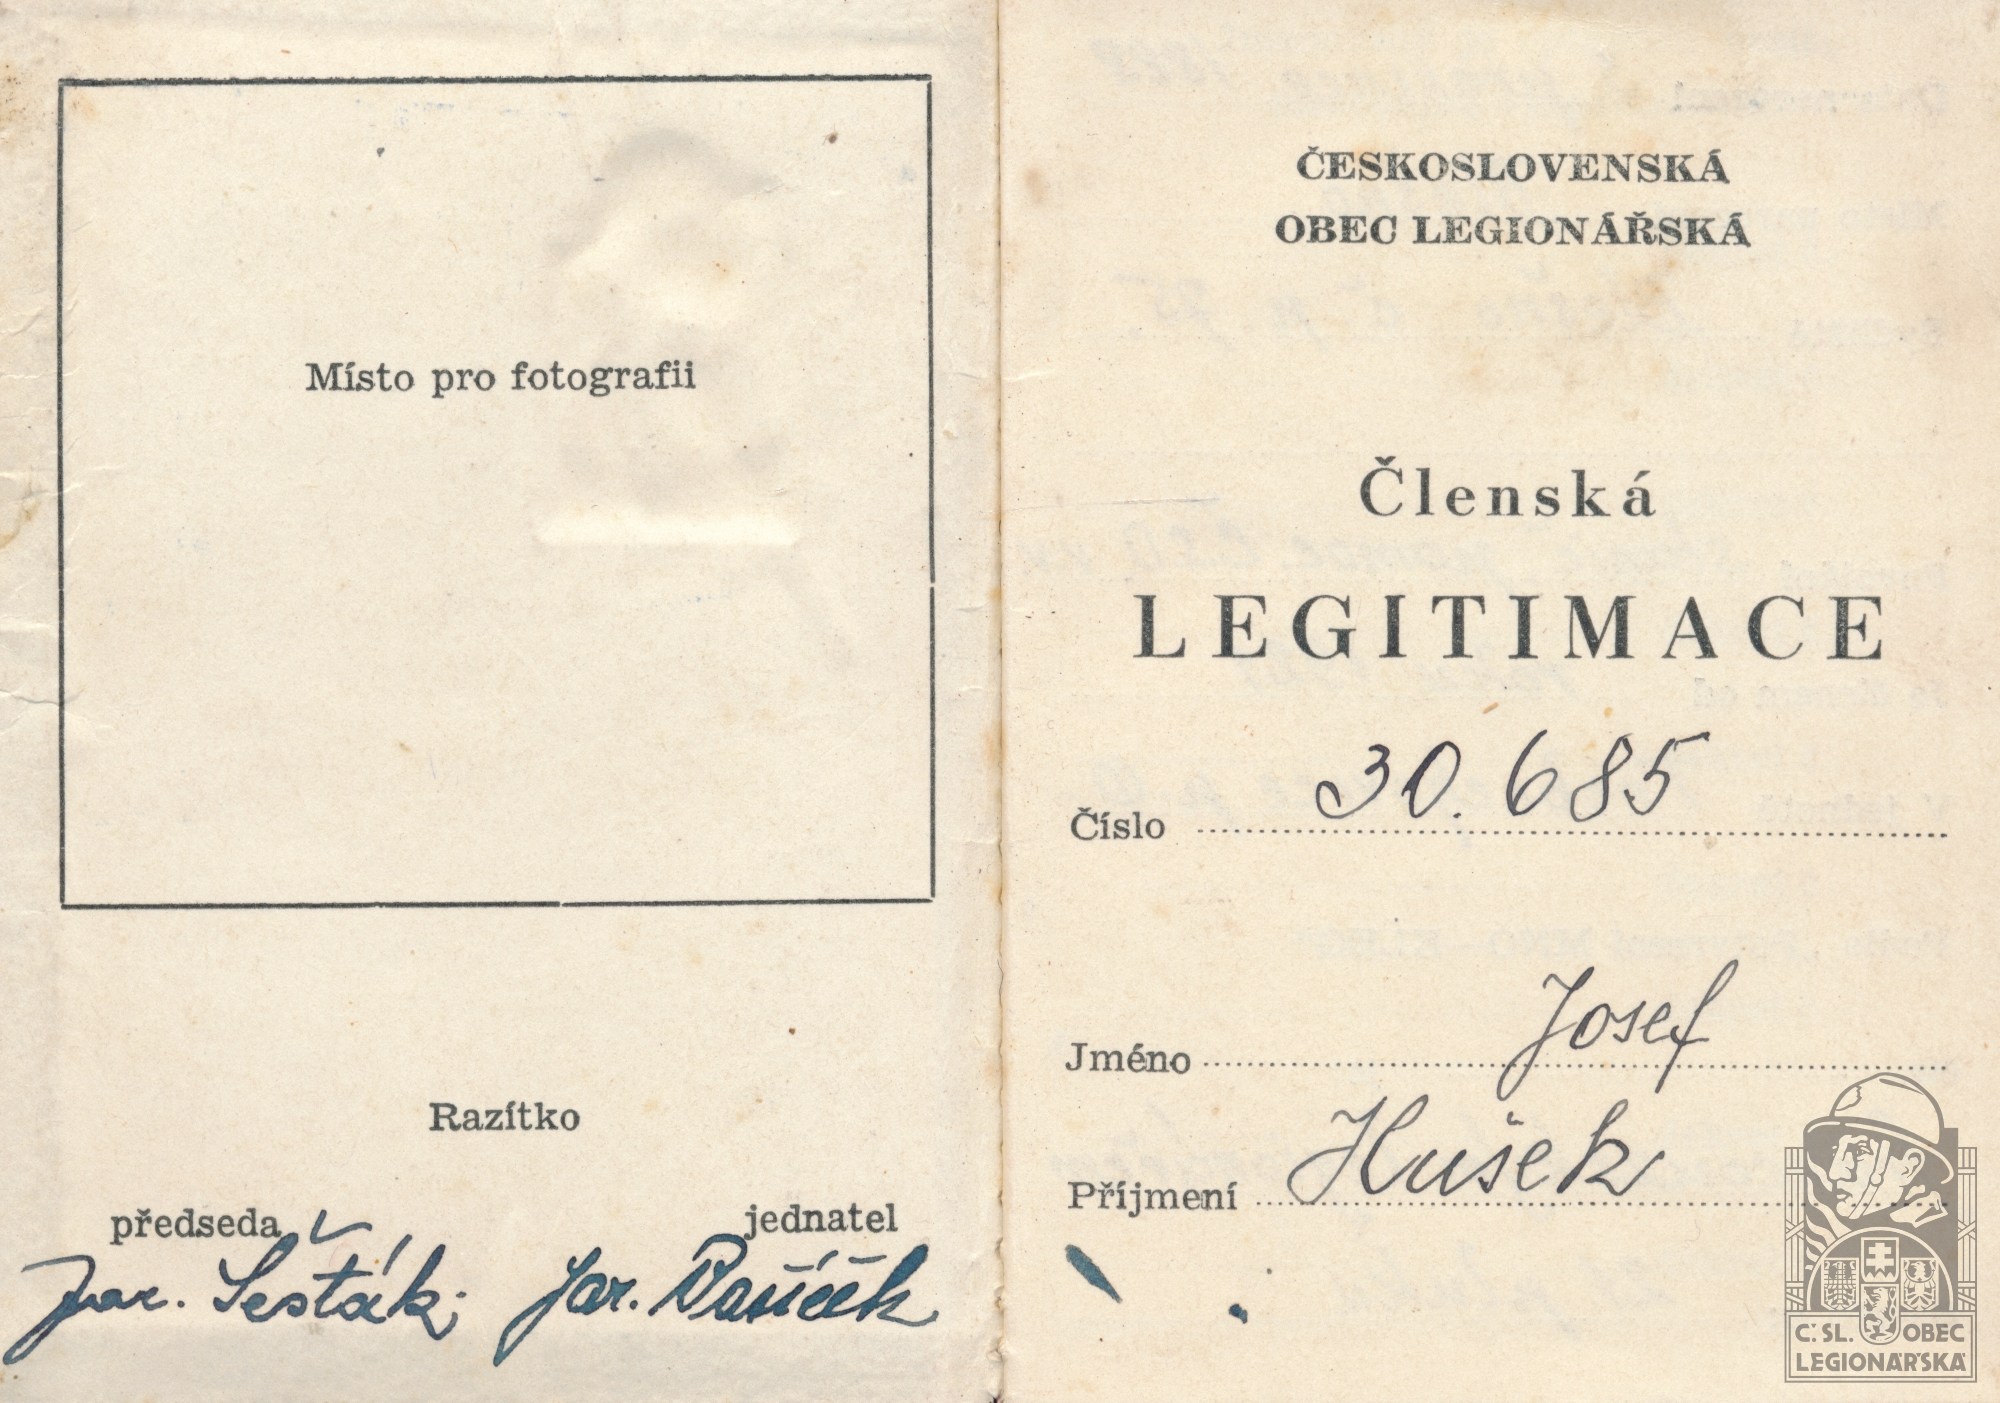 Místo pro fotografii
Razítko
předseda
jednatel
Jar. Šesták
Jar.
ČESKOSLOVENSKÁ
OBEC LEGIONÁŘSKÁ
Členská
LEGITIMACE
Číslo 30.685
Jméno Josef
Příjmení Hušek
Č.SL. OBEC
LEGIONÁŘSKÁ